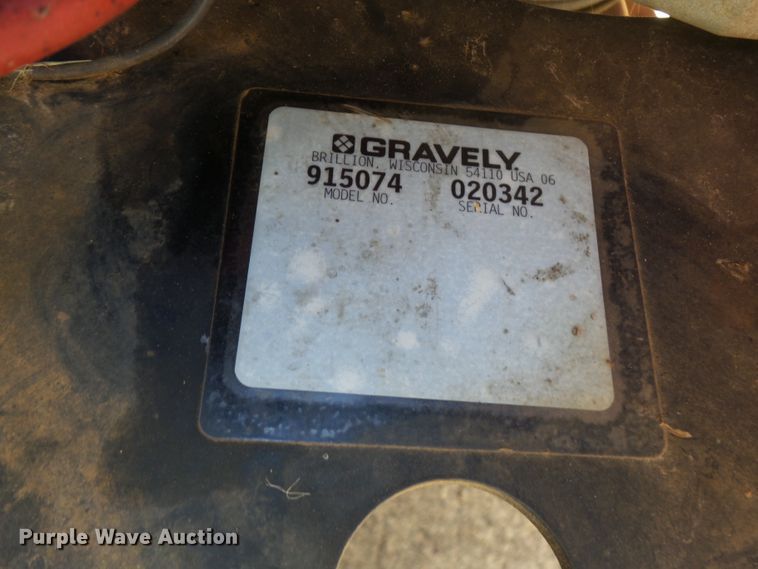 GRAVELY
BRILLION, WISCONSIN 54110 USA 06
915074 020342
MODEL NO. SERIAL NO.
Purple Wave Auction